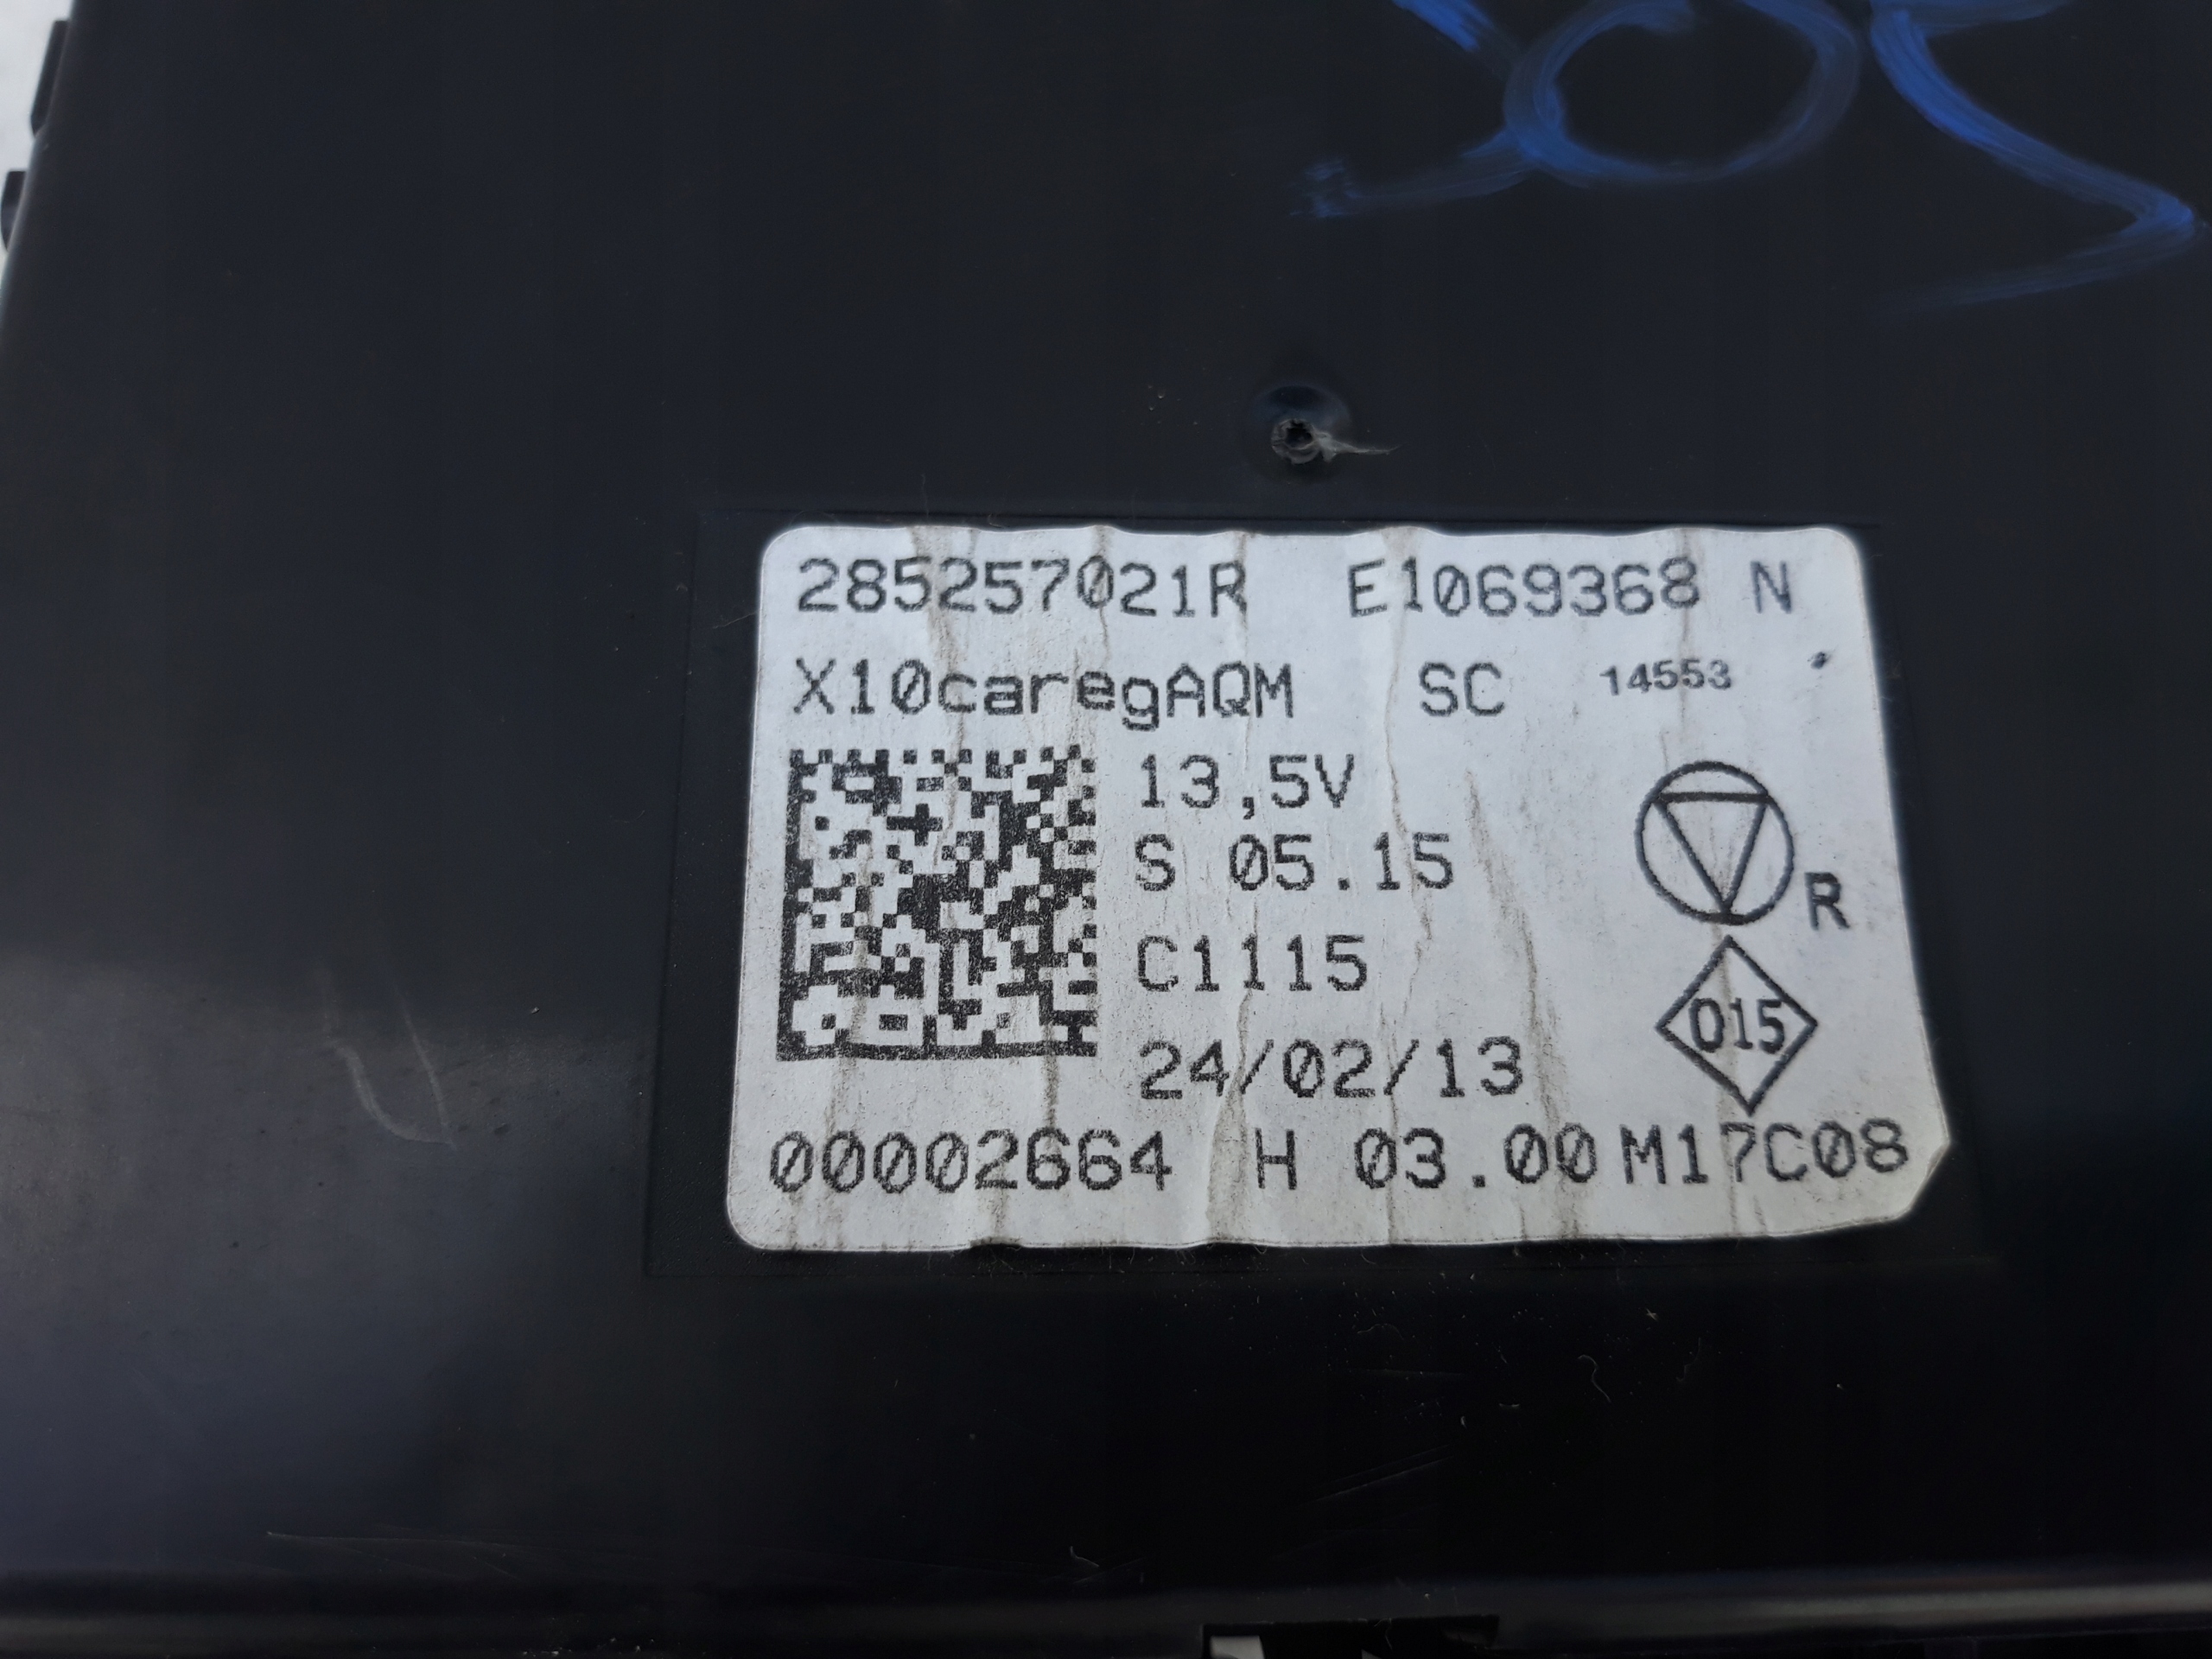 285257021R E1069368 N
X10caregAQM SC 14553
13,5V
S 05.15
R
C1115
015
24/02/13
00002664 H 03.00 M17C08